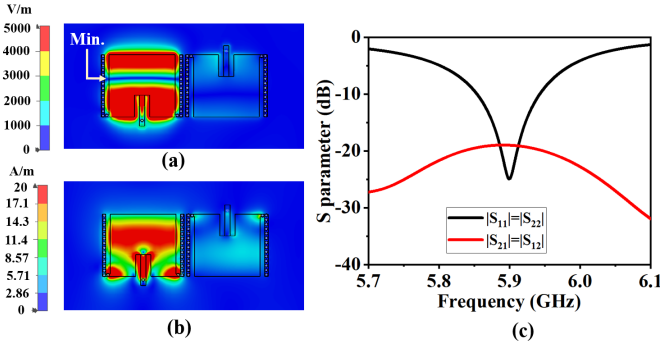 V/m
5000
4000
3000
2000
1000
0
Min.
(a)
A/m
20
17.1
14.3
11.4
8.57
5.71
2.86
0
(b)
S parameter (dB)
0
-10
-20
-30
-40
|S11|=|S22|
|S21|=|S12|
5.7 5.8 5.9 6.0 6.1
Frequency (GHz)
(c)